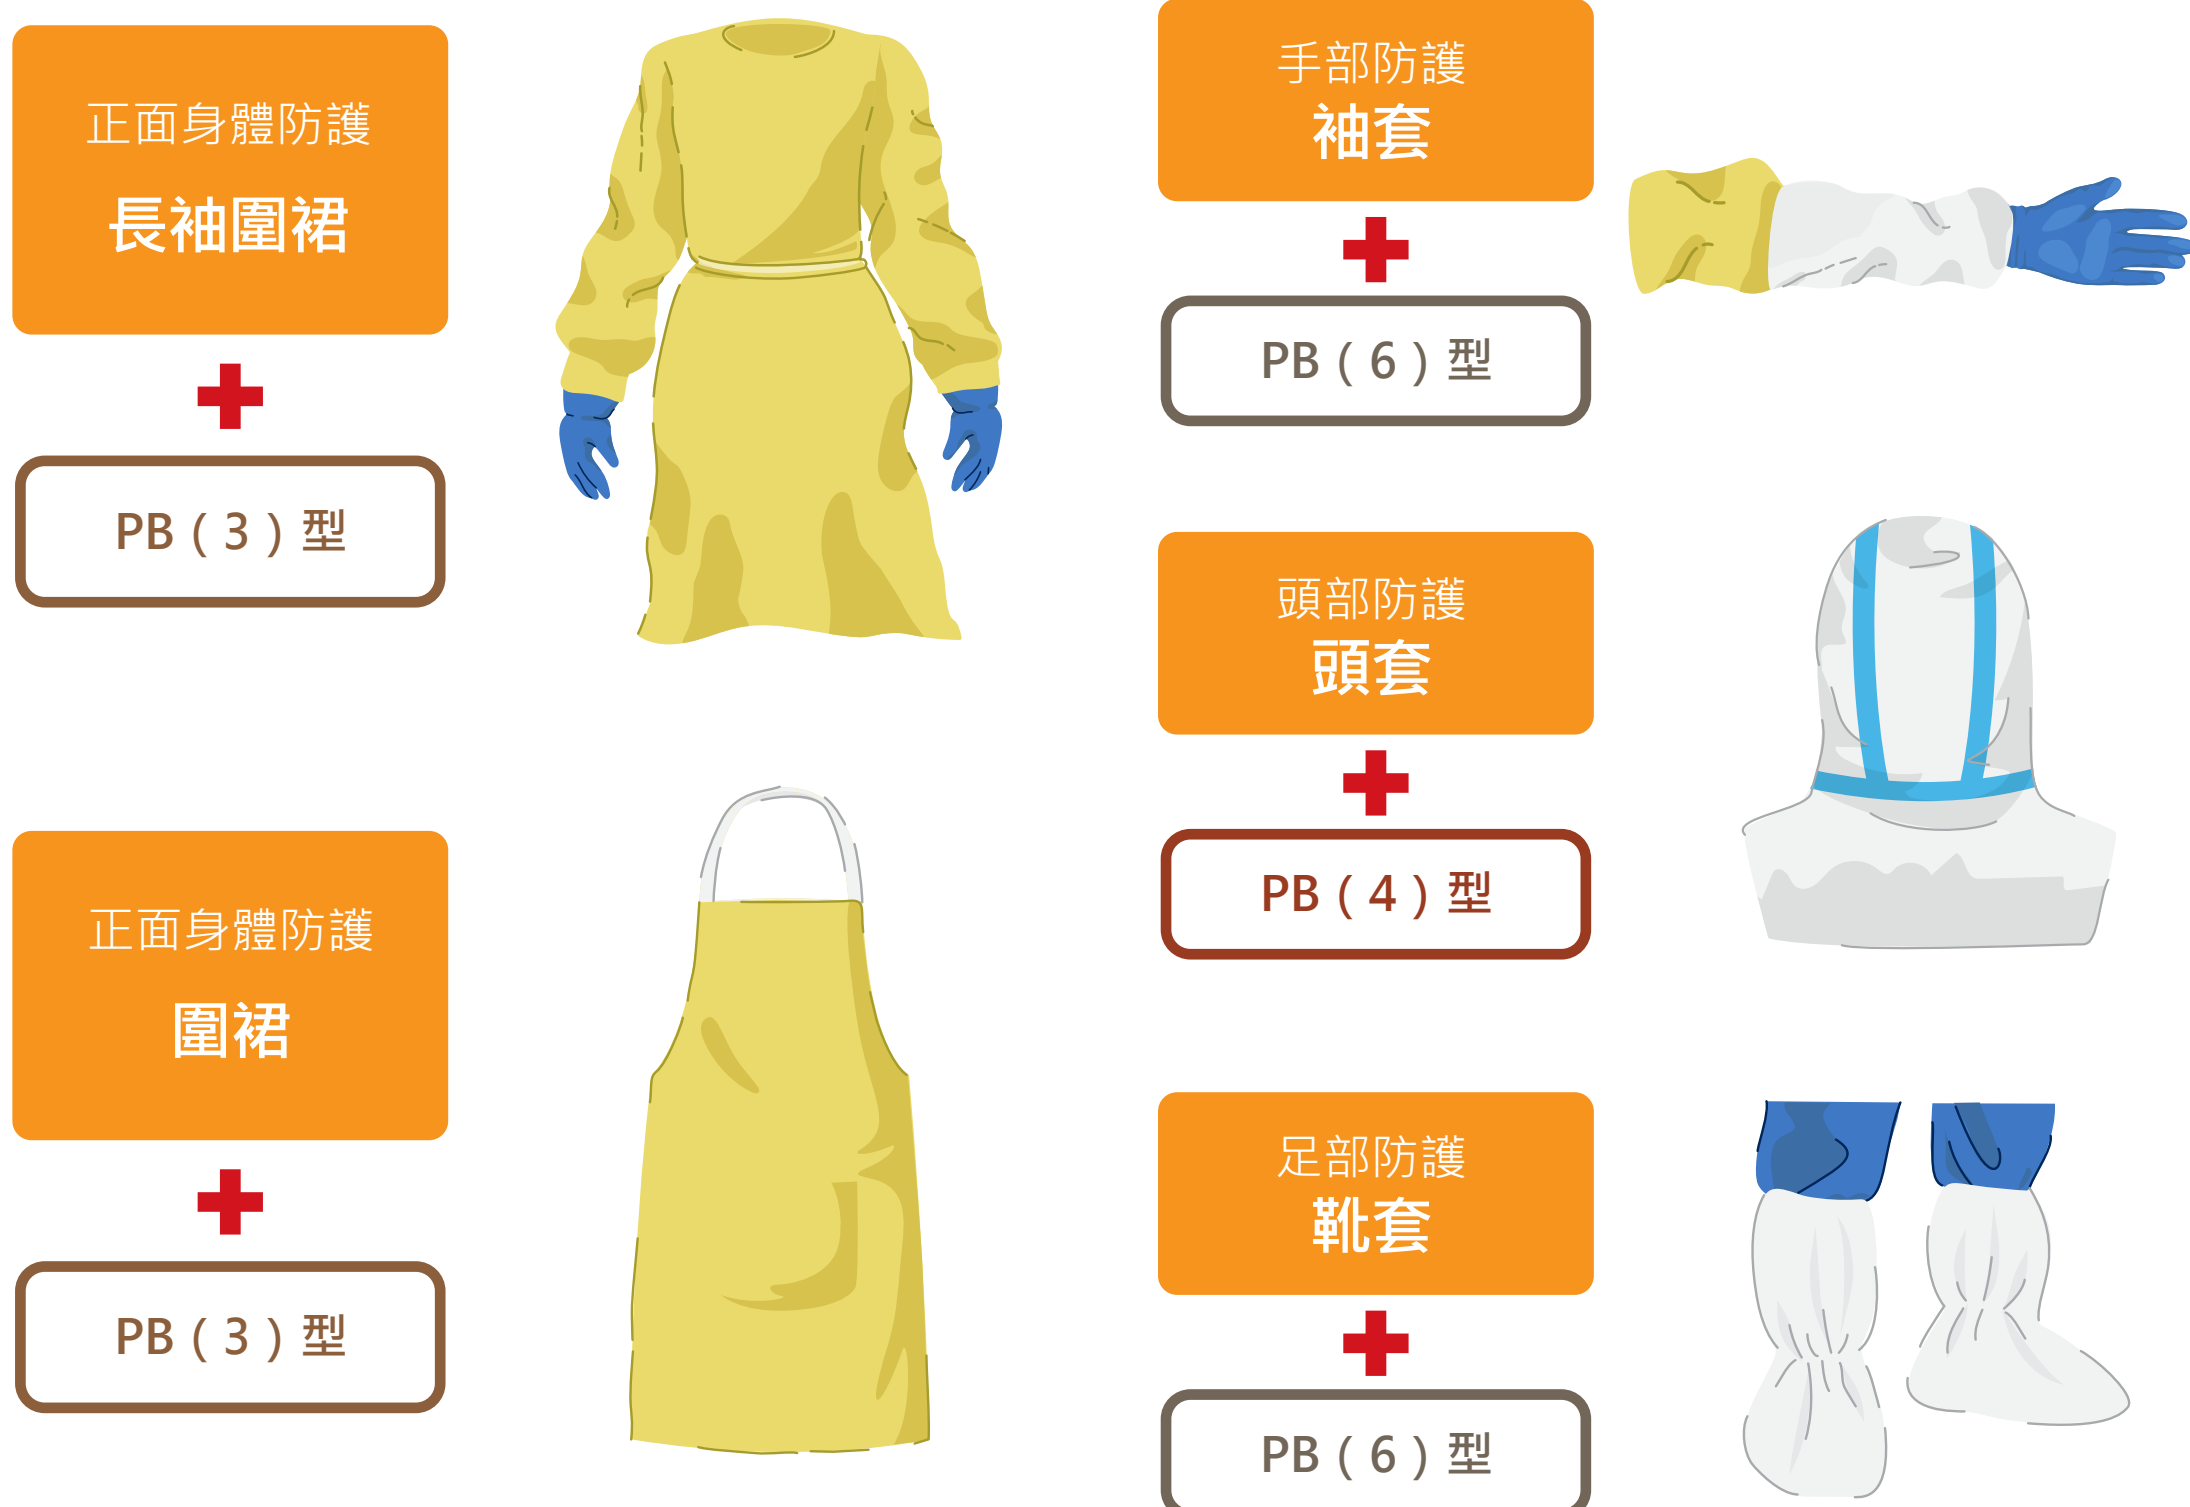 正面身體防護
長袖圍裙
PB(3)型
正面身體防護
圍裙
PB(3)型
手部防護
袖套
PB(6)型
頭部防護
頭套
PB(4)型
足部防護
靴套
PB(6)型